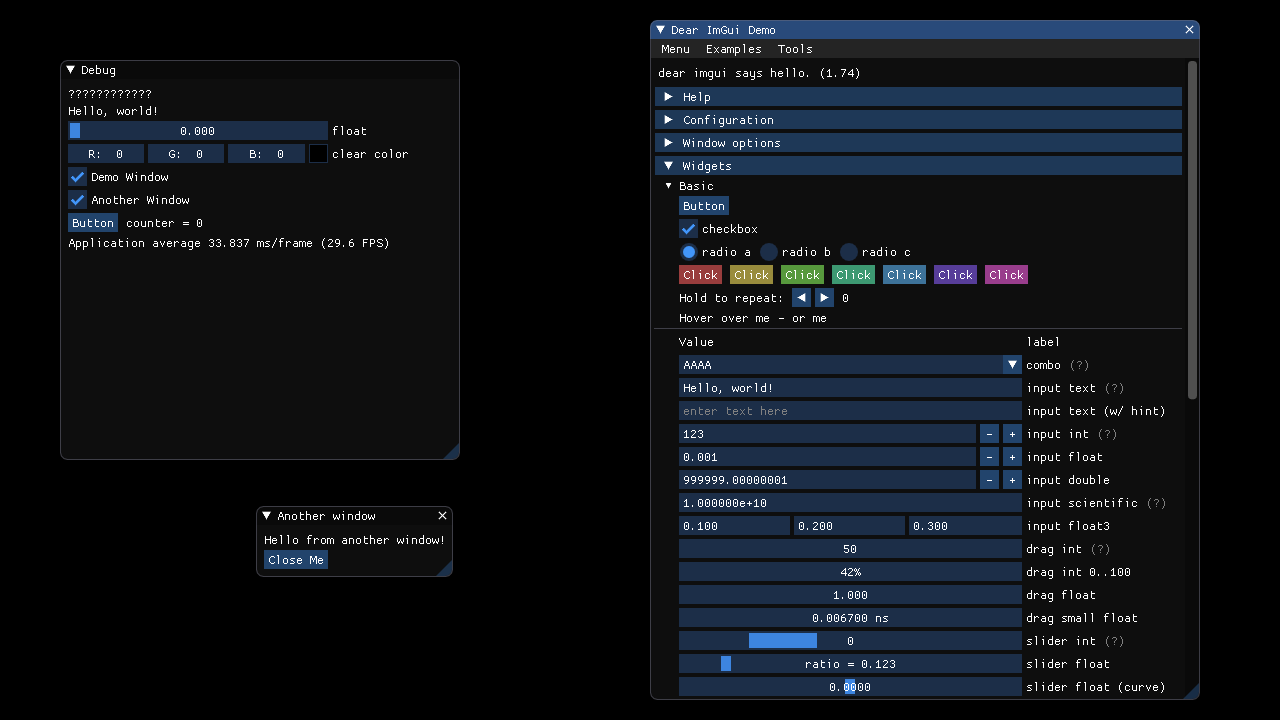 Debug
????????????
Hello, world!
0.000 float
R: 0 G: 0 B: 0 clear color
Demo Window
Another Window
Button counter = 0
Application average 33.837 ms/frame (29.6 FPS)
Another window
Hello from another window!
Close Me
Dear ImGui Demo
Menu Examples Tools
dear imgui says hello. (1.74)
Help
Configuration
Window options
Widgets
Basic
Button
checkbox
radio a radio b radio c
Click Click Click Click Click Click Click
Hold to repeat: 0
Hover over me - or me
Value label
AAAA combo (?)
Hello, world! input text (?)
enter text here input text (w/ hint)
123 - + input int (?)
0.001 - + input float
999999.00000001 - + input double
1.000000e+10 input scientific (?)
0.100 0.200 0.300 input float3
50 drag int (?)
42% drag int 0..100
1.000 drag float
0.006700 ns drag small float
0 slider int (?)
ratio = 0.123 slider float
0.0000 slider float (curve)